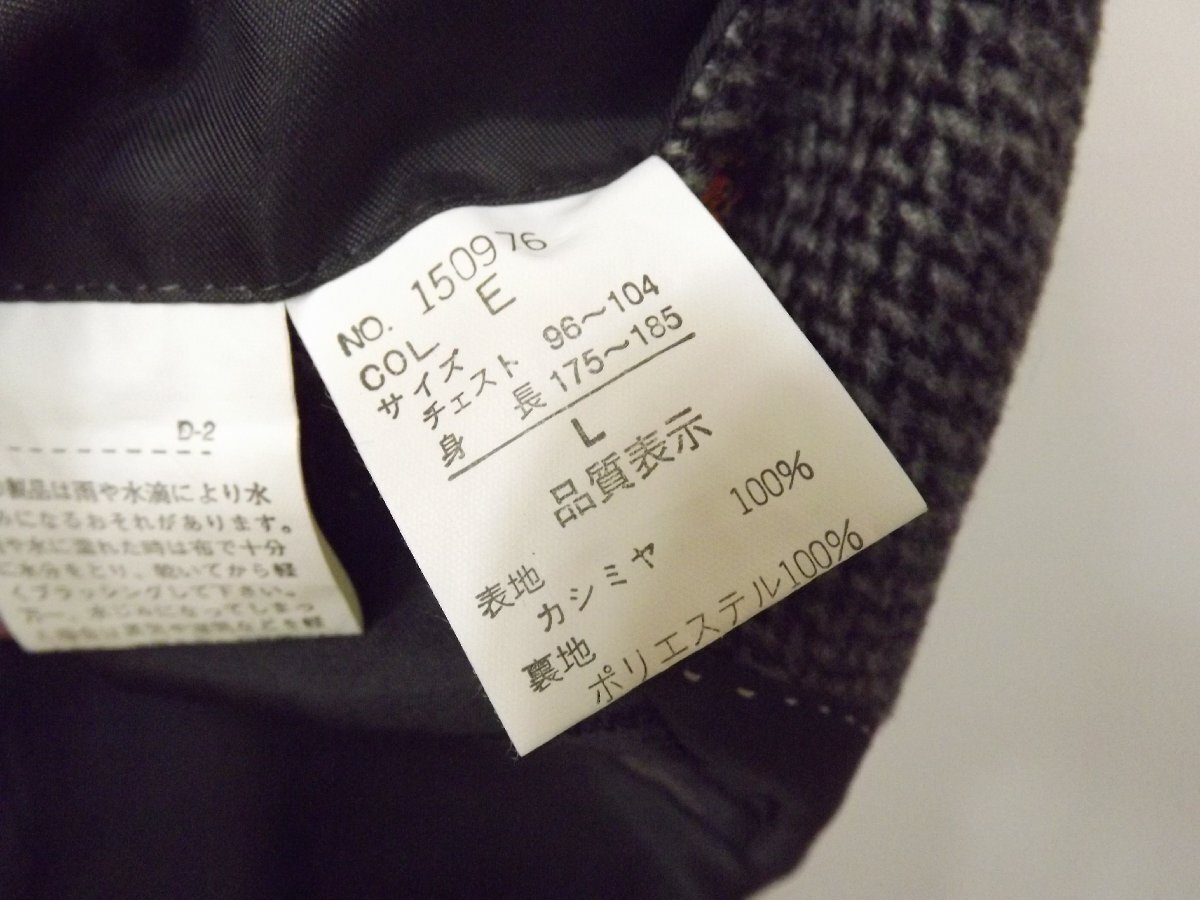 D-2
製品は雨や水滴により水
みになるおそれがあります。
や水に濡れた時は布で十分
に水分をとり、乾いてから軽
くブラッシングして下さい。
NO. 150976
COL E
サイズ
チェスト 96～104
身 長 175～185
L
品質表示
表地
カシミヤ 100%
裏地
ポリエステル100%